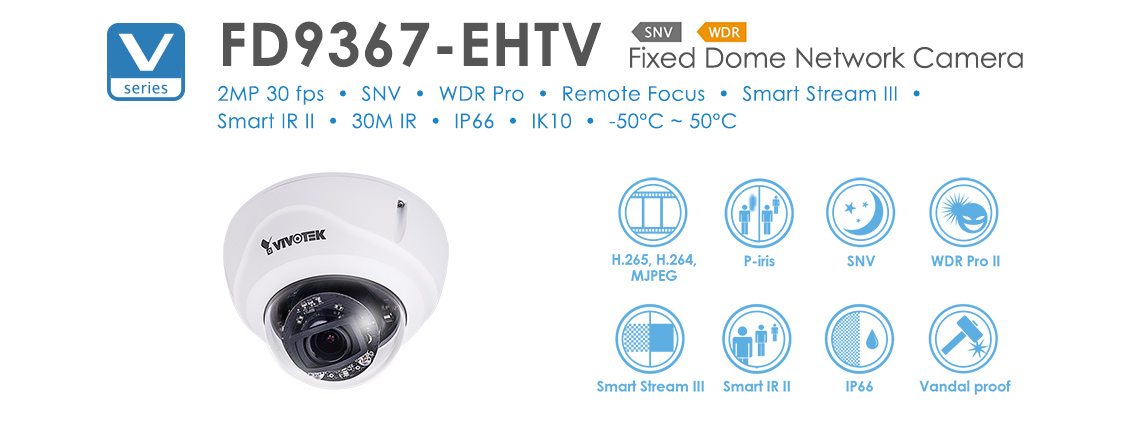 V
series
FD9367-EHTV
SNV
WDR
Fixed Dome Network Camera
2MP 30 fps • SNV • WDR Pro • Remote Focus • Smart Stream III •
Smart IR II • 30M IR • IP66 • IK10 • -50°C ~ 50°C
VIVOTEK
H.265, H.264,
MJPEG
P-iris
SNV
WDR Pro II
Smart Stream III
Smart IR II
IP66
Vandal proof